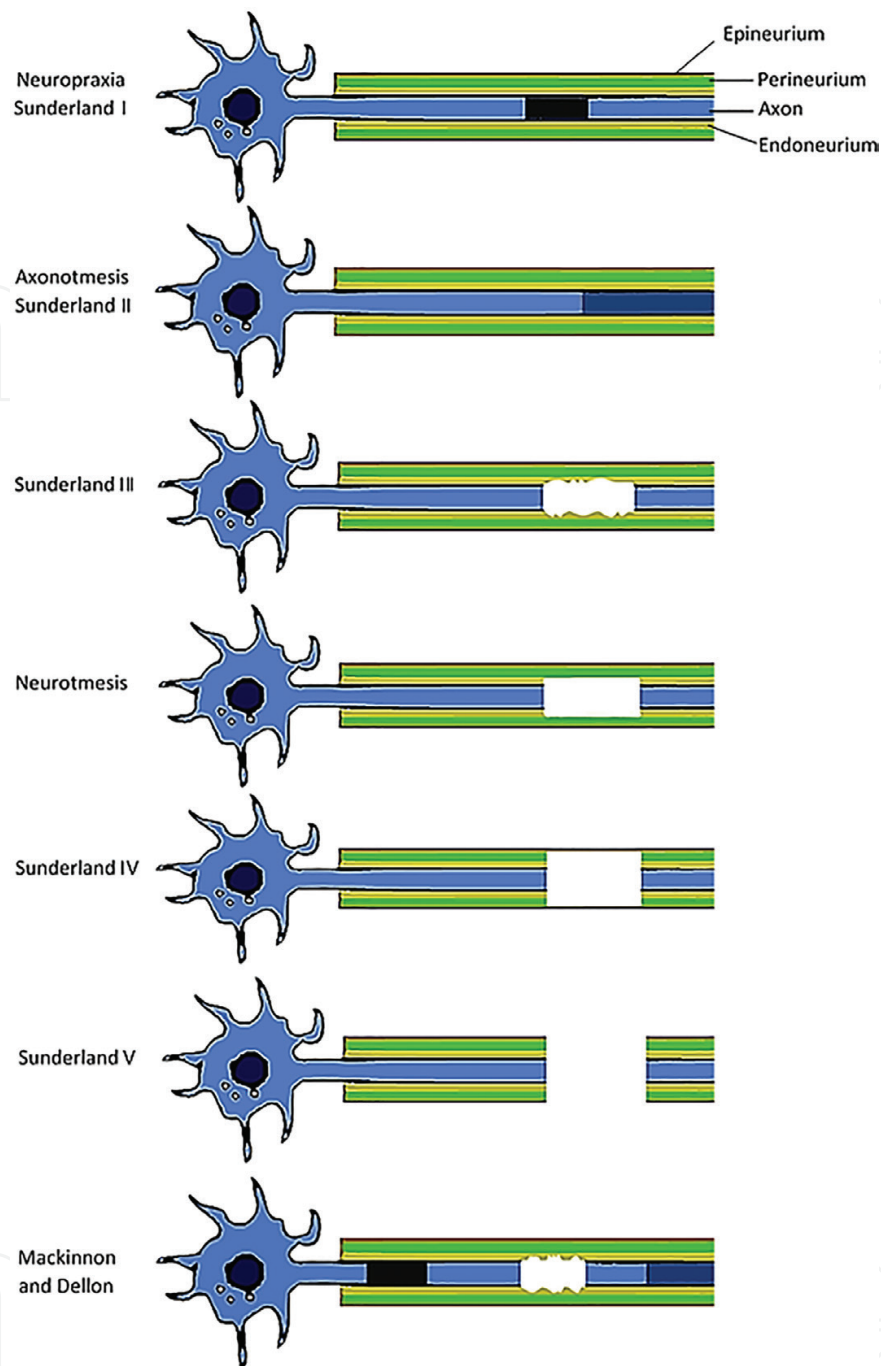 Epineurium
Neuropraxia
Sunderland I
Perineurium
Axon
Endoneurium
Axonotmesis
Sunderland II
Sunderland III
Neurotmesis
Sunderland IV
Sunderland V
Mackinnon
and Dellon